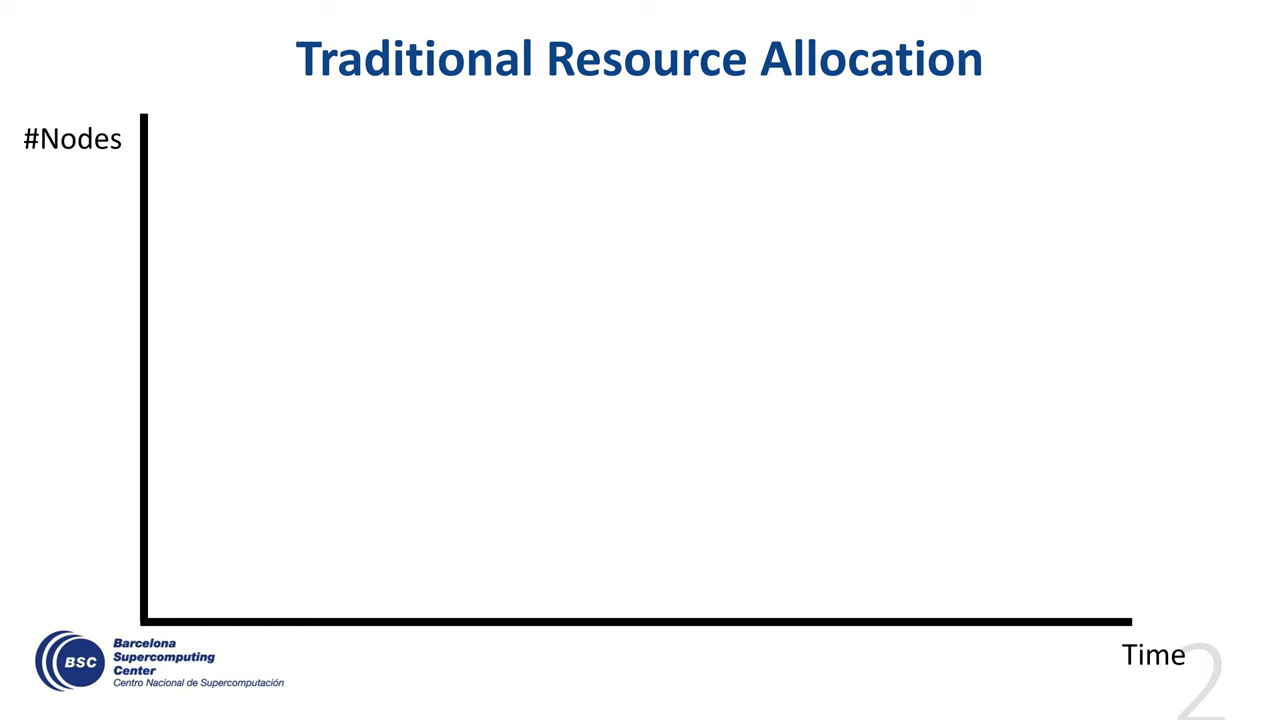 Traditional Resource Allocation
#Nodes
BSC
Barcelona
Supercomputing
Center
Centro Nacional de Supercomputación
Time
2